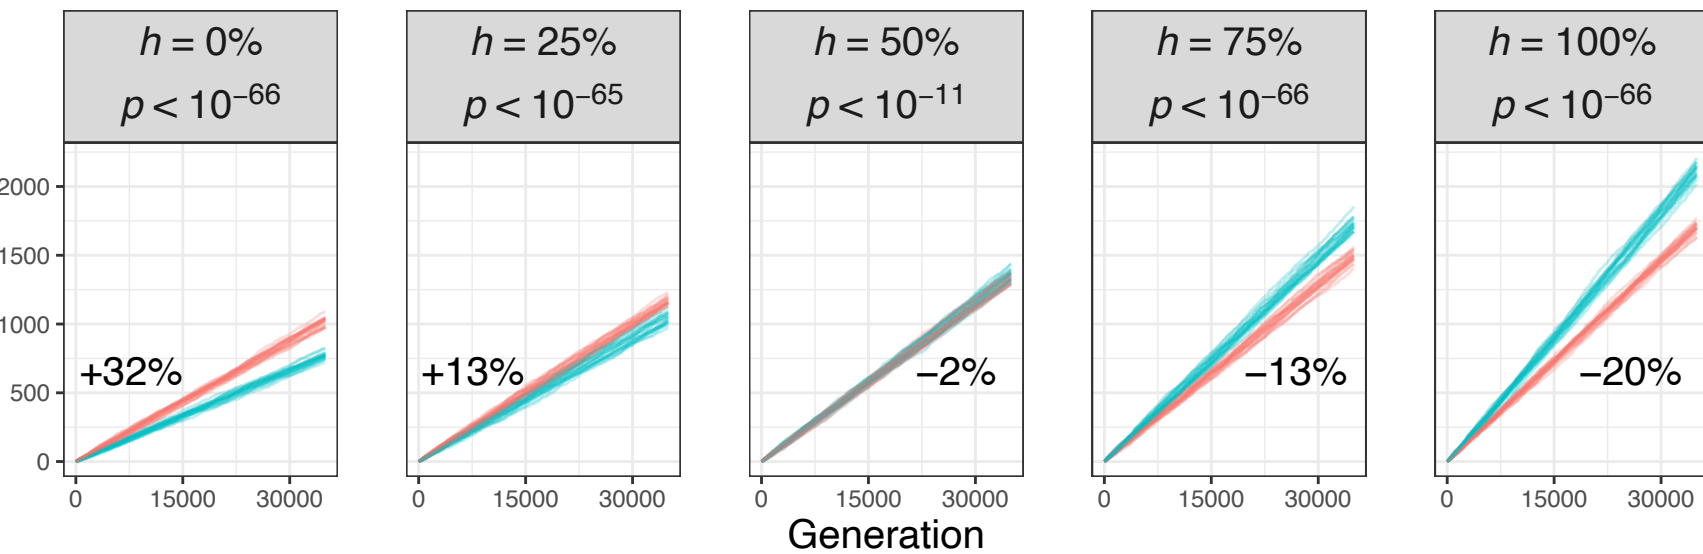 h = 0%
p < 10⁻⁶⁶
h = 25%
p < 10⁻⁶⁵
h = 50%
p < 10⁻¹¹
h = 75%
p < 10⁻⁶⁶
h = 100%
p < 10⁻⁶⁶
2000
1500
1000
500
0
+32%
+13%
−2%
−13%
−20%
0 15000 30000
0 15000 30000
0 15000 30000
0 15000 30000
0 15000 30000
Generation